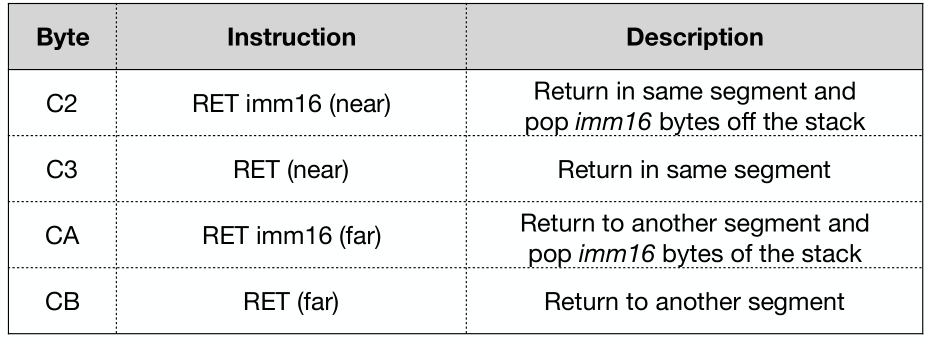 Byte Instruction Description
C2 RET imm16 (near) Return in same segment and
pop imm16 bytes off the stack
C3 RET (near) Return in same segment
CA RET imm16 (far) Return to another segment and
pop imm16 bytes of the stack
CB RET (far) Return to another segment